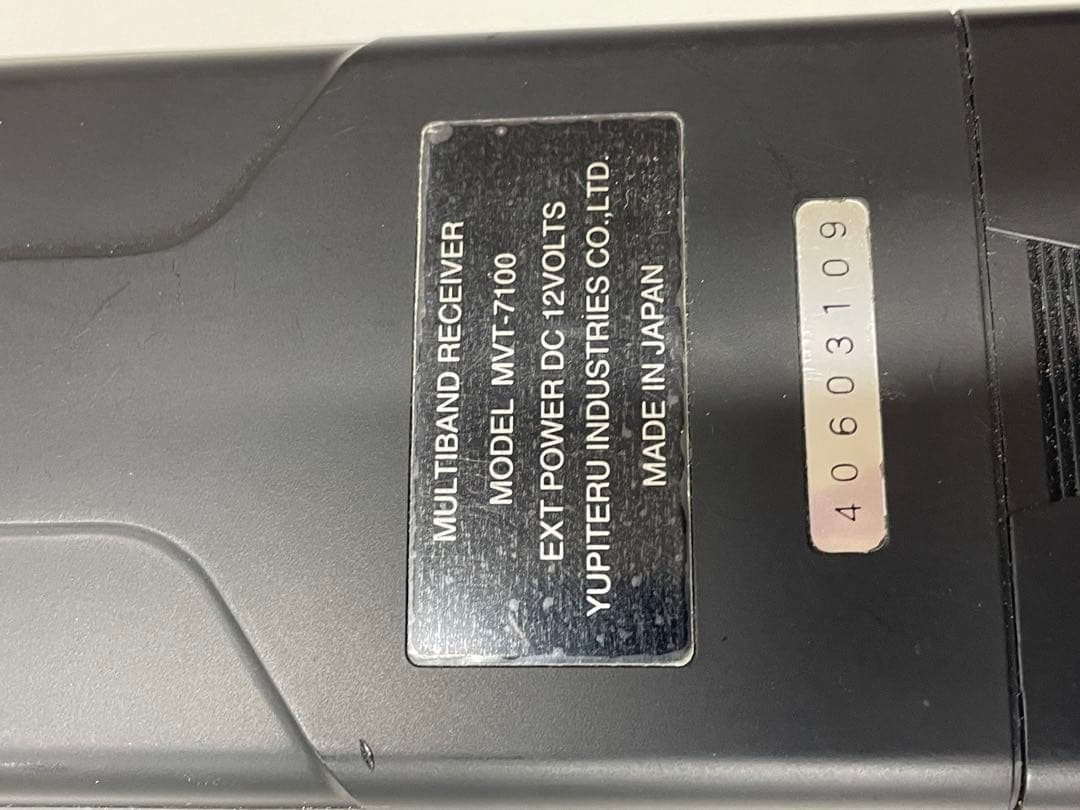 MULTIBAND RECEIVER
MODEL MVT-7100
EXT POWER DC 12VOLTS
YUPITERU INDUSTRIES CO.,LTD.
MADE IN JAPAN
40603109